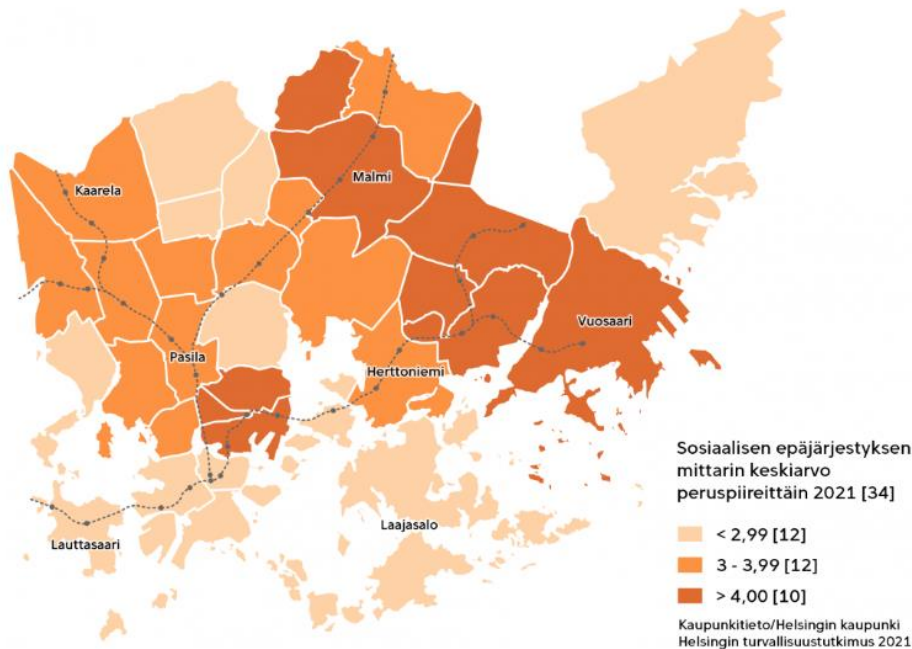 Kaarela
Malmi
Vuosaari
Pasila
Herttoniemi
Lauttasaari
Laajasalo
Sosiaalisen epäjärjestyksen
mittarin keskiarvo
peruspiireittäin 2021 [34]
< 2,99 [12]
3 - 3,99 [12]
> 4,00 [10]
Kaupunkitieto/Helsingin kaupunki
Helsingin turvallisuustutkimus 2021